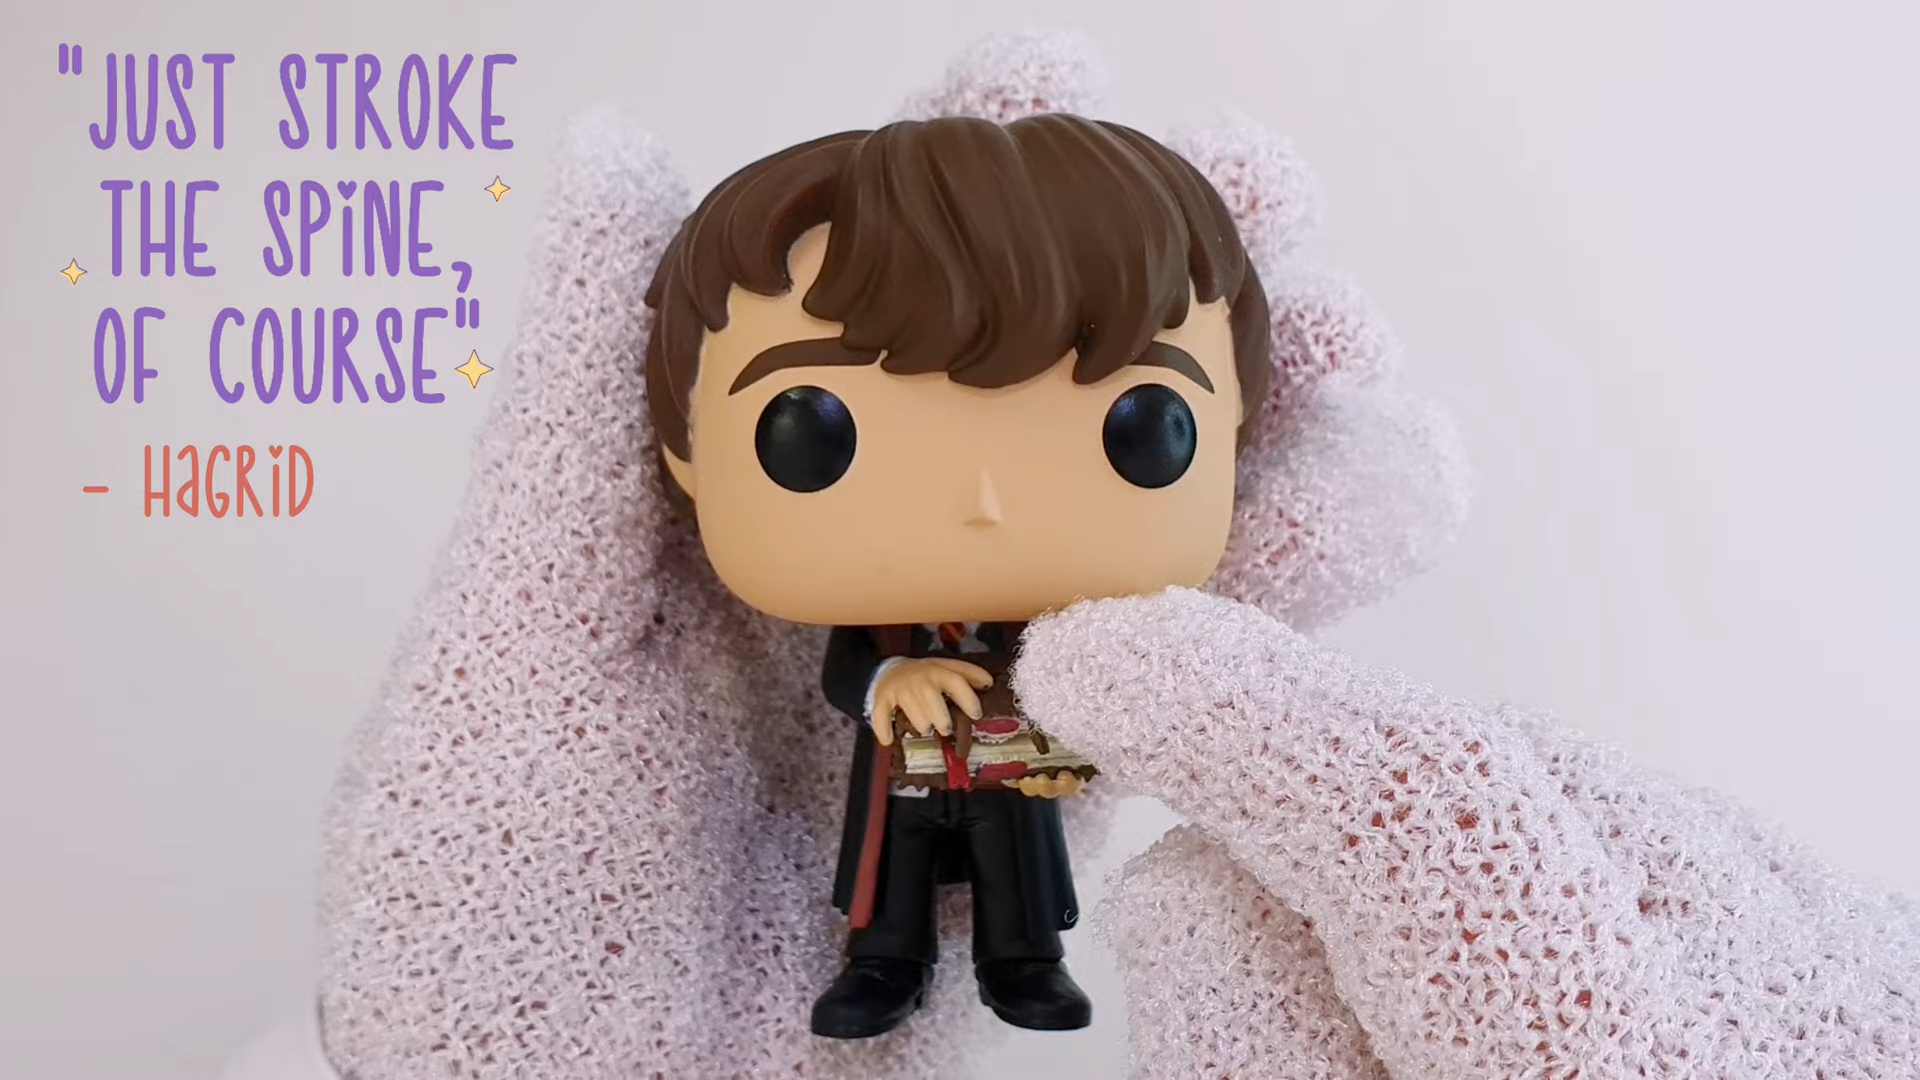 "JUST STROKE
THE SPINE,
OF COURSE"
- HAGRID